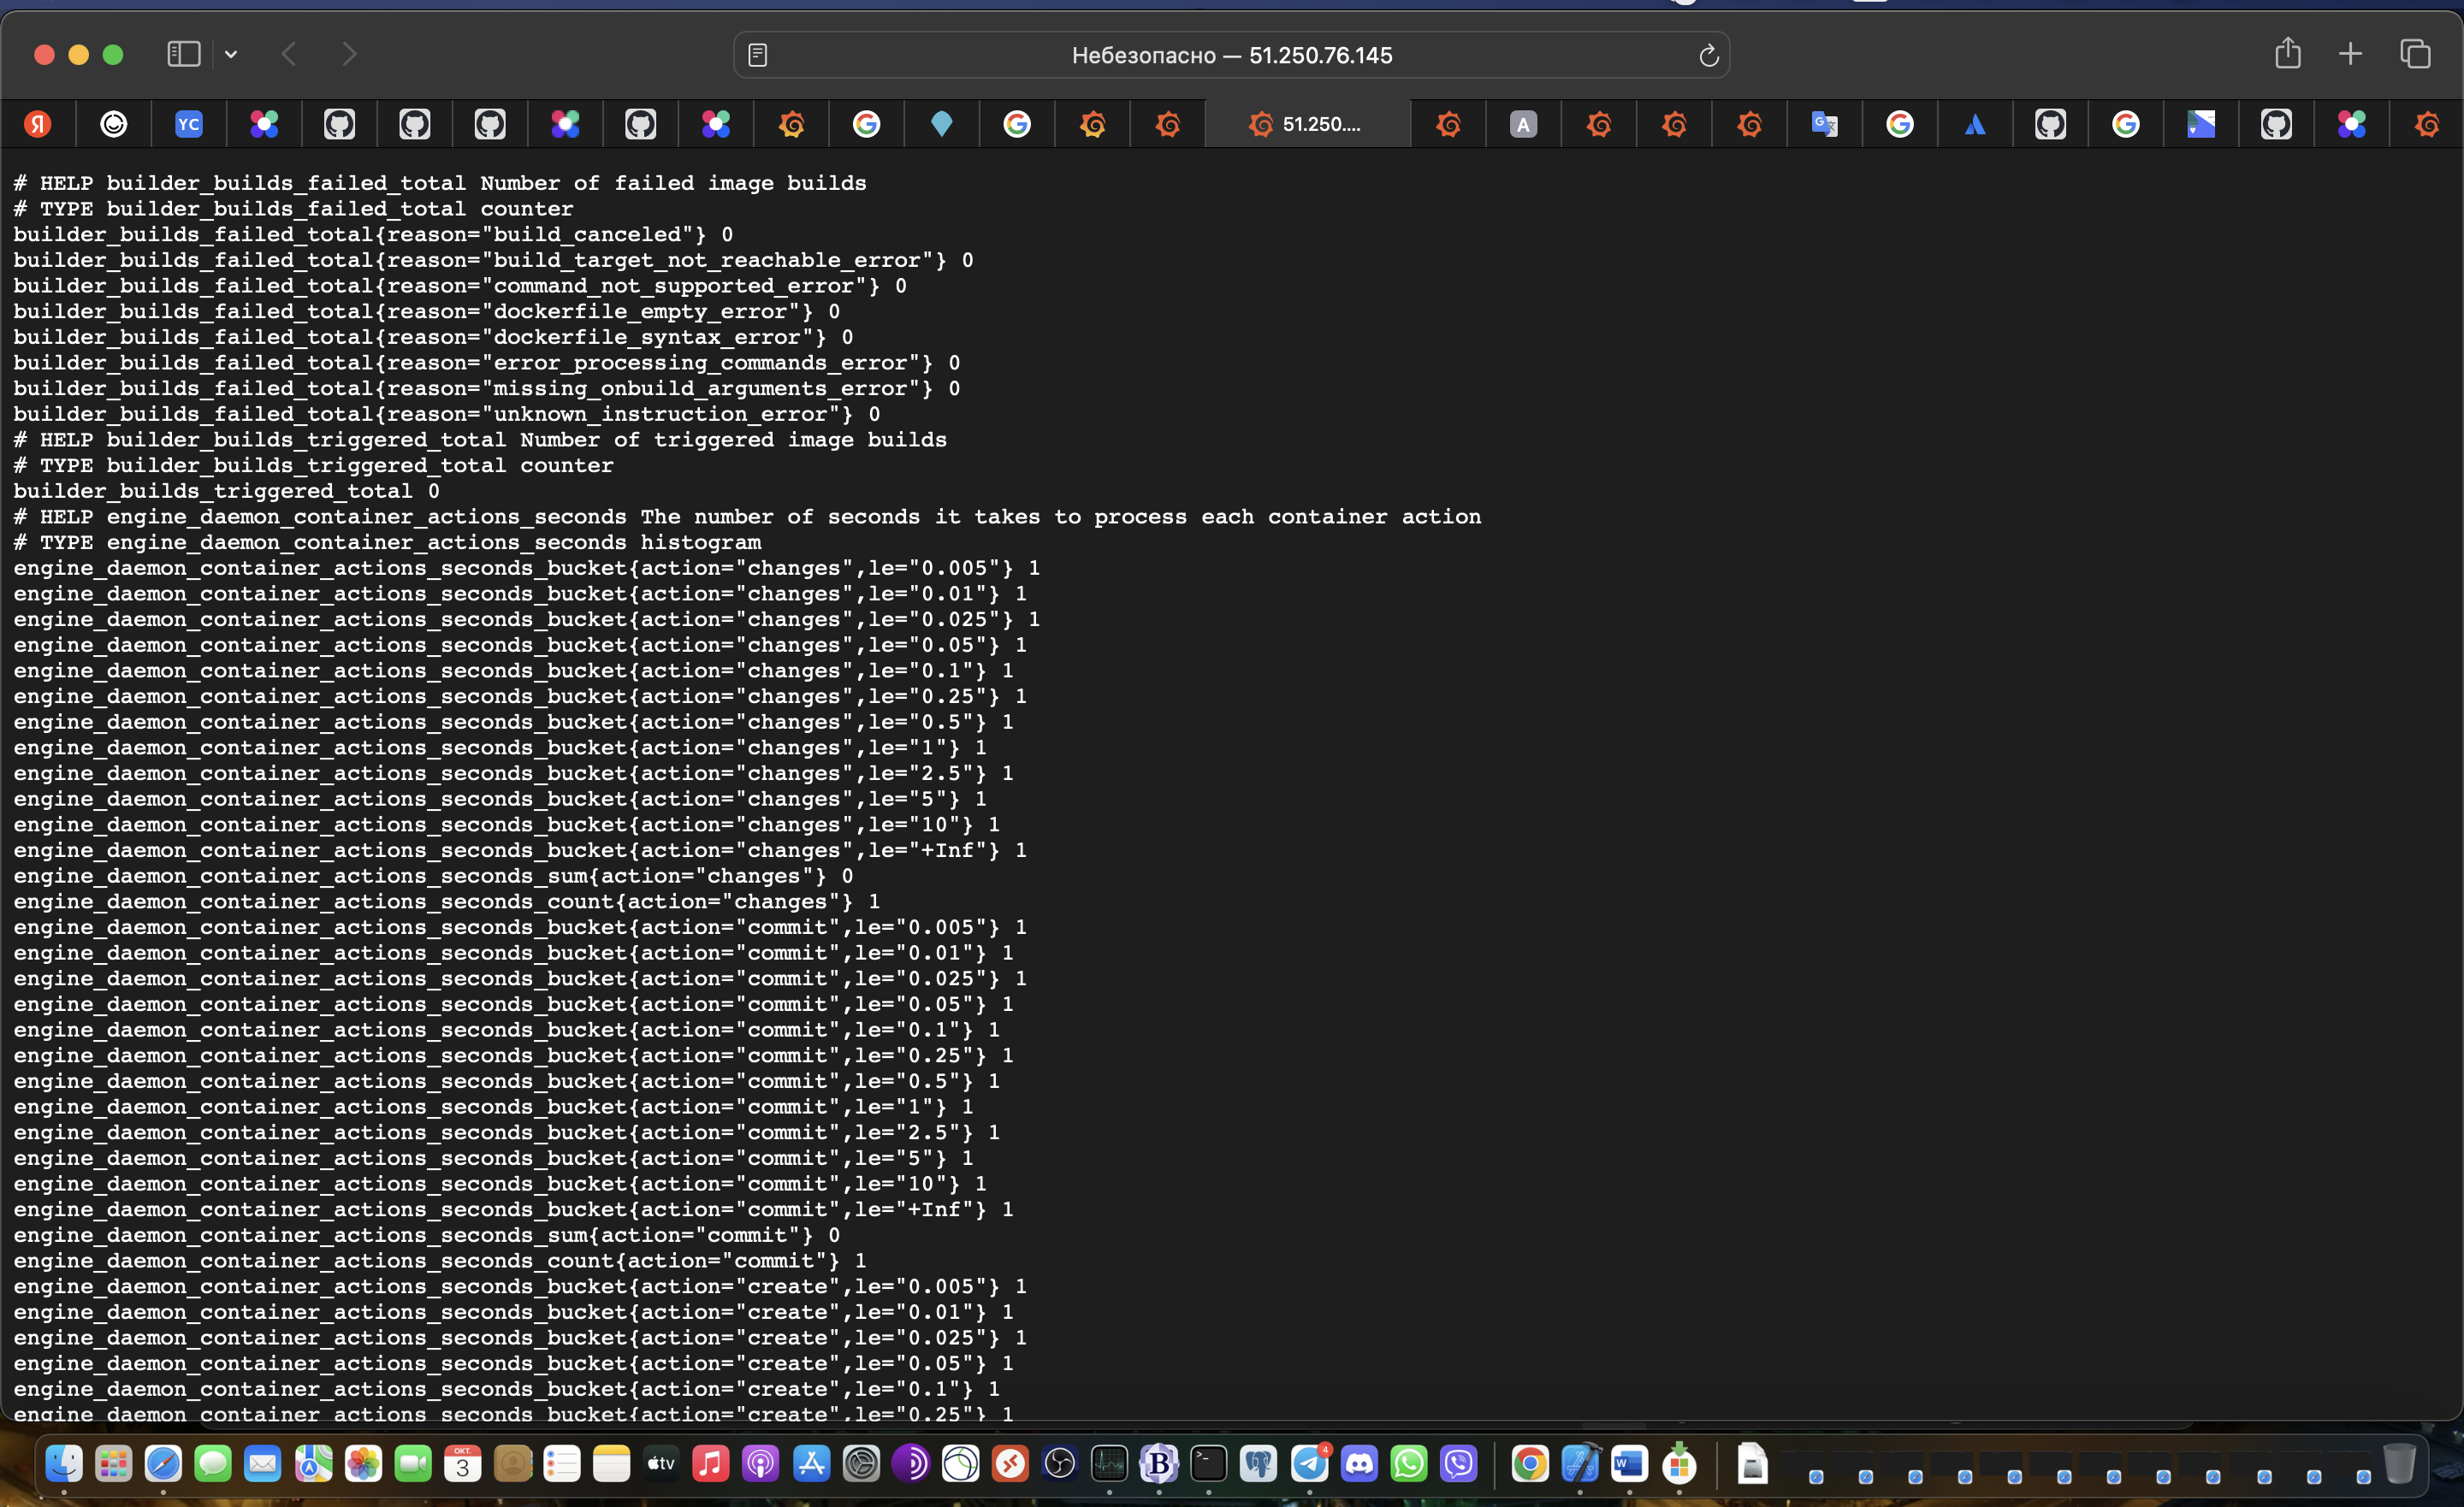 Небезопасно — 51.250.76.145
Я
YC
51.250....
A
# HELP builder_builds_failed_total Number of failed image builds
# TYPE builder_builds_failed_total counter
builder_builds_failed_total{reason="build_canceled"} 0
builder_builds_failed_total{reason="build_target_not_reachable_error"} 0
builder_builds_failed_total{reason="command_not_supported_error"} 0
builder_builds_failed_total{reason="dockerfile_empty_error"} 0
builder_builds_failed_total{reason="dockerfile_syntax_error"} 0
builder_builds_failed_total{reason="error_processing_commands_error"} 0
builder_builds_failed_total{reason="missing_onbuild_arguments_error"} 0
builder_builds_failed_total{reason="unknown_instruction_error"} 0
# HELP builder_builds_triggered_total Number of triggered image builds
# TYPE builder_builds_triggered_total counter
builder_builds_triggered_total 0
# HELP engine_daemon_container_actions_seconds The number of seconds it takes to process each container action
# TYPE engine_daemon_container_actions_seconds histogram
engine_daemon_container_actions_seconds_bucket{action="changes",le="0.005"} 1
engine_daemon_container_actions_seconds_bucket{action="changes",le="0.01"} 1
engine_daemon_container_actions_seconds_bucket{action="changes",le="0.025"} 1
engine_daemon_container_actions_seconds_bucket{action="changes",le="0.05"} 1
engine_daemon_container_actions_seconds_bucket{action="changes",le="0.1"} 1
engine_daemon_container_actions_seconds_bucket{action="changes",le="0.25"} 1
engine_daemon_container_actions_seconds_bucket{action="changes",le="0.5"} 1
engine_daemon_container_actions_seconds_bucket{action="changes",le="1"} 1
engine_daemon_container_actions_seconds_bucket{action="changes",le="2.5"} 1
engine_daemon_container_actions_seconds_bucket{action="changes",le="5"} 1
engine_daemon_container_actions_seconds_bucket{action="changes",le="10"} 1
engine_daemon_container_actions_seconds_bucket{action="changes",le="+Inf"} 1
engine_daemon_container_actions_seconds_sum{action="changes"} 0
engine_daemon_container_actions_seconds_count{action="changes"} 1
engine_daemon_container_actions_seconds_bucket{action="commit",le="0.005"} 1
engine_daemon_container_actions_seconds_bucket{action="commit",le="0.01"} 1
engine_daemon_container_actions_seconds_bucket{action="commit",le="0.025"} 1
engine_daemon_container_actions_seconds_bucket{action="commit",le="0.05"} 1
engine_daemon_container_actions_seconds_bucket{action="commit",le="0.1"} 1
engine_daemon_container_actions_seconds_bucket{action="commit",le="0.25"} 1
engine_daemon_container_actions_seconds_bucket{action="commit",le="0.5"} 1
engine_daemon_container_actions_seconds_bucket{action="commit",le="1"} 1
engine_daemon_container_actions_seconds_bucket{action="commit",le="2.5"} 1
engine_daemon_container_actions_seconds_bucket{action="commit",le="5"} 1
engine_daemon_container_actions_seconds_bucket{action="commit",le="10"} 1
engine_daemon_container_actions_seconds_bucket{action="commit",le="+Inf"} 1
engine_daemon_container_actions_seconds_sum{action="commit"} 0
engine_daemon_container_actions_seconds_count{action="commit"} 1
engine_daemon_container_actions_seconds_bucket{action="create",le="0.005"} 1
engine_daemon_container_actions_seconds_bucket{action="create",le="0.01"} 1
engine_daemon_container_actions_seconds_bucket{action="create",le="0.025"} 1
engine_daemon_container_actions_seconds_bucket{action="create",le="0.05"} 1
engine_daemon_container_actions_seconds_bucket{action="create",le="0.1"} 1
engine_daemon_container_actions_seconds_bucket{action="create",le="0.25"} 1
ОКТ.
3
tv
B
4
W